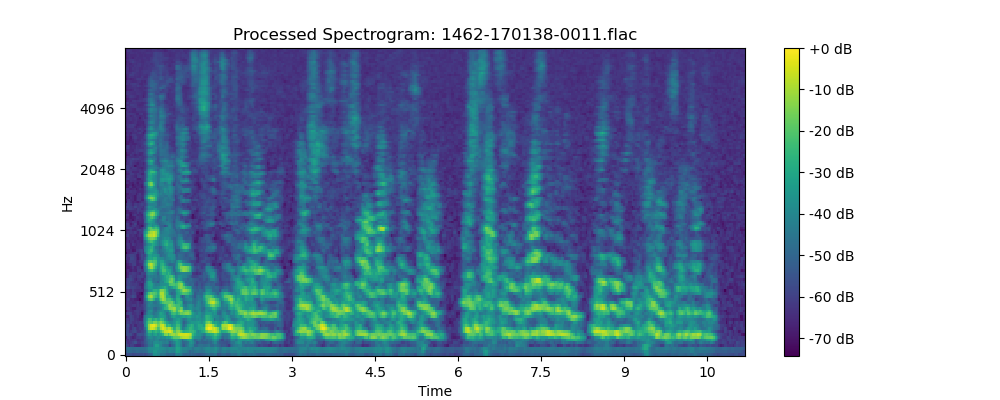 Processed Spectrogram: 1462-170138-0011.flac
Hz
4096
2048
1024
512
0
0 1.5 3 4.5 6 7.5 9 10
Time
+0 dB
-10 dB
-20 dB
-30 dB
-40 dB
-50 dB
-60 dB
-70 dB